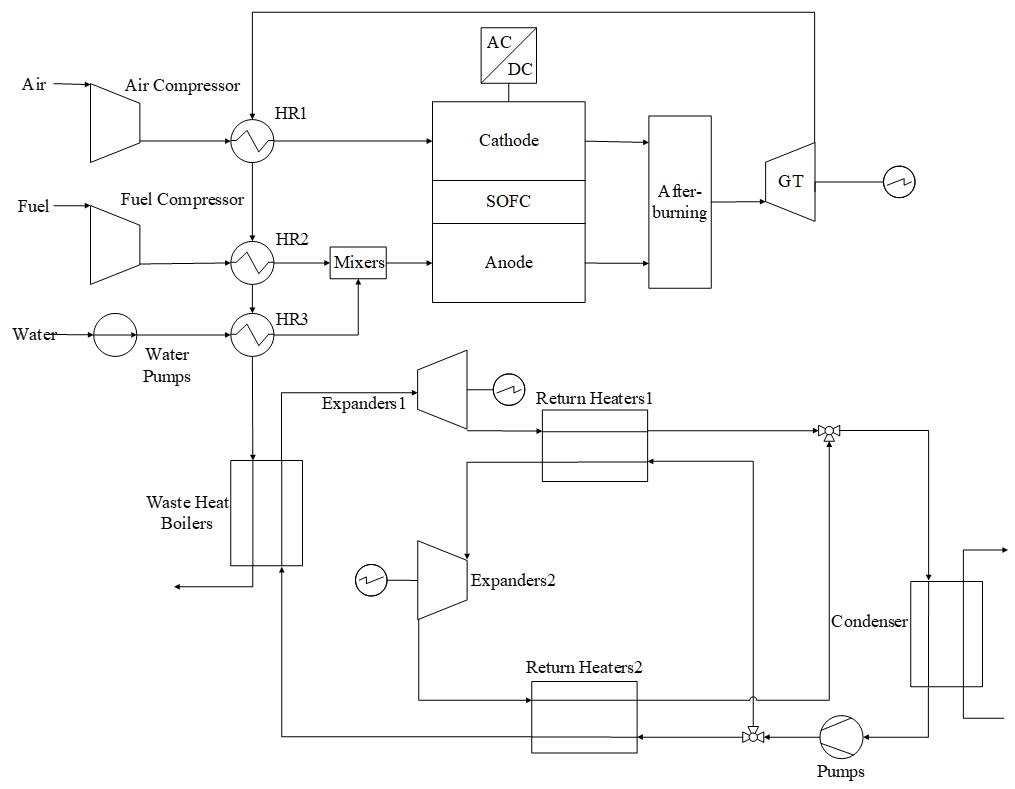 AC
DC
Air
Air Compressor
HR1
Cathode
SOFC
Anode
After-
burning
GT
Fuel
Fuel Compressor
HR2
Mixers
HR3
Water
Water
Pumps
Expanders1
Return Heaters1
Waste Heat
Boilers
Expanders2
Condenser
Return Heaters2
Pumps